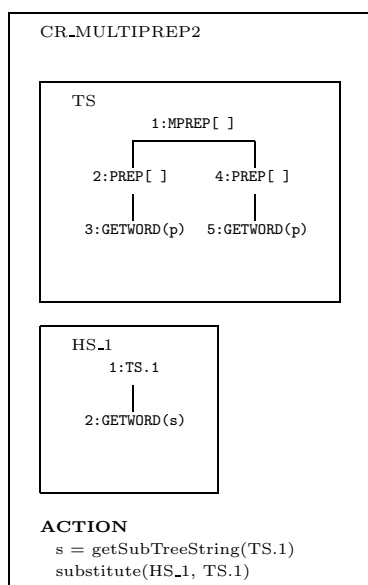 CR_MULTIPREP2
TS
1:MPREP[ ]
2:PREP[ ] 4:PREP[ ]
3:GETWORD(p) 5:GETWORD(p)
HS_1
1:TS.1
2:GETWORD(s)
ACTION
s = getSubTreeString(TS.1)
substitute(HS_1, TS.1)